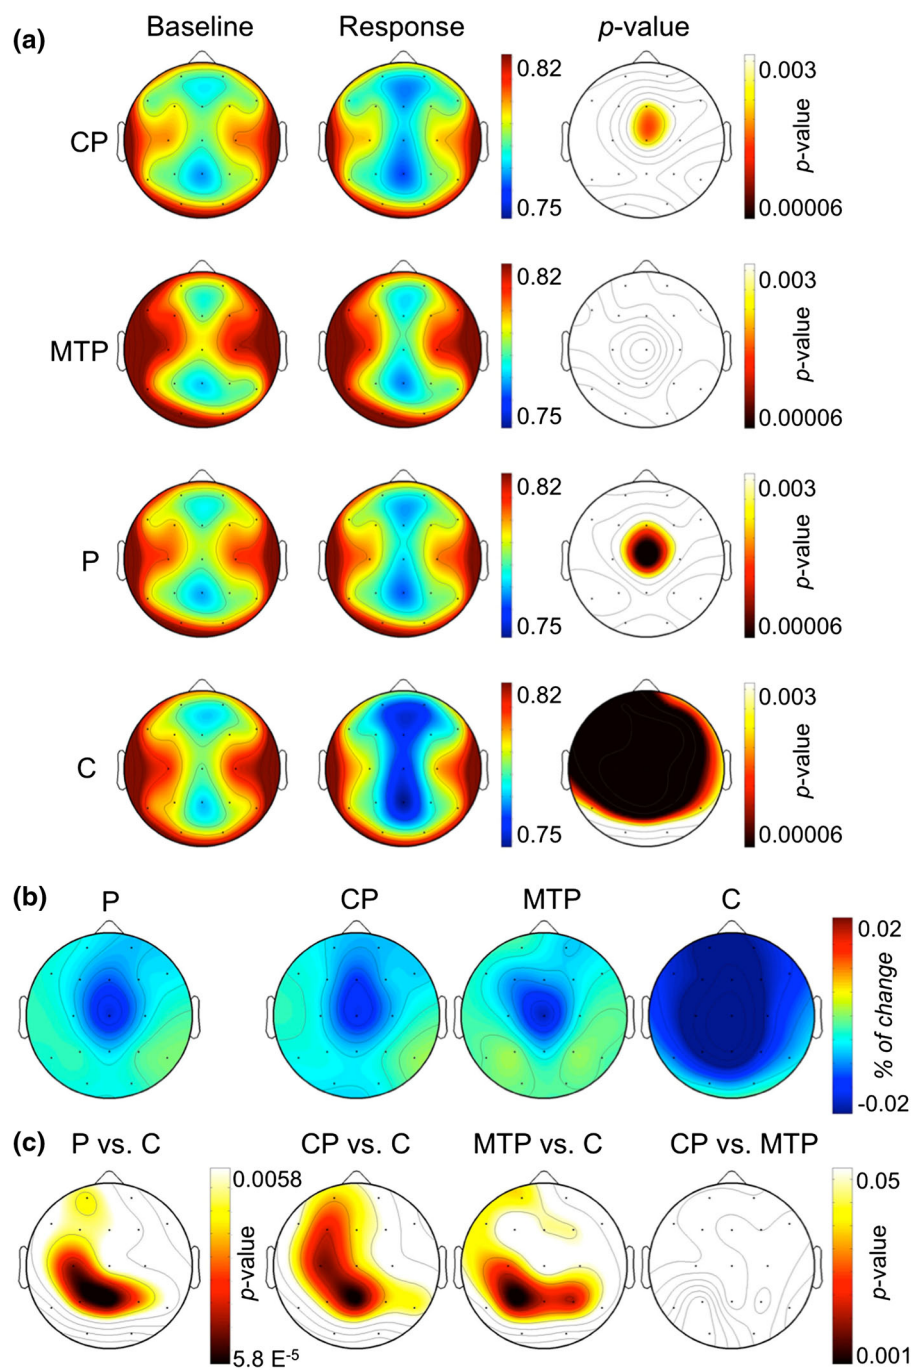 (a) Baseline Response p-value
CP 0.82 0.75 0.003 0.00006 p-value
MTP 0.82 0.75 0.003 0.00006 p-value
P 0.82 0.75 0.003 0.00006 p-value
C 0.82 0.75 0.003 0.00006 p-value
(b) P CP MTP C
0.02 -0.02 % of change
(c) P vs. C CP vs. C MTP vs. C CP vs. MTP
0.0058 5.8 E-5 p-value 0.05 0.001 p-value